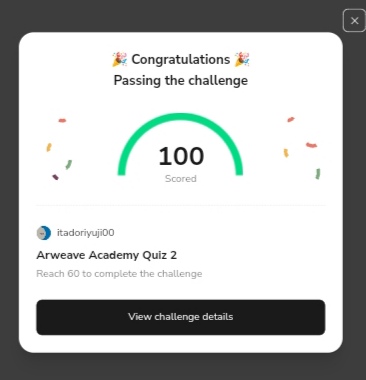 🎉 Congratulations 🎉
Passing the challenge
100
Scored
itadoriyuji00
Arweave Academy Quiz 2
Reach 60 to complete the challenge
View challenge details